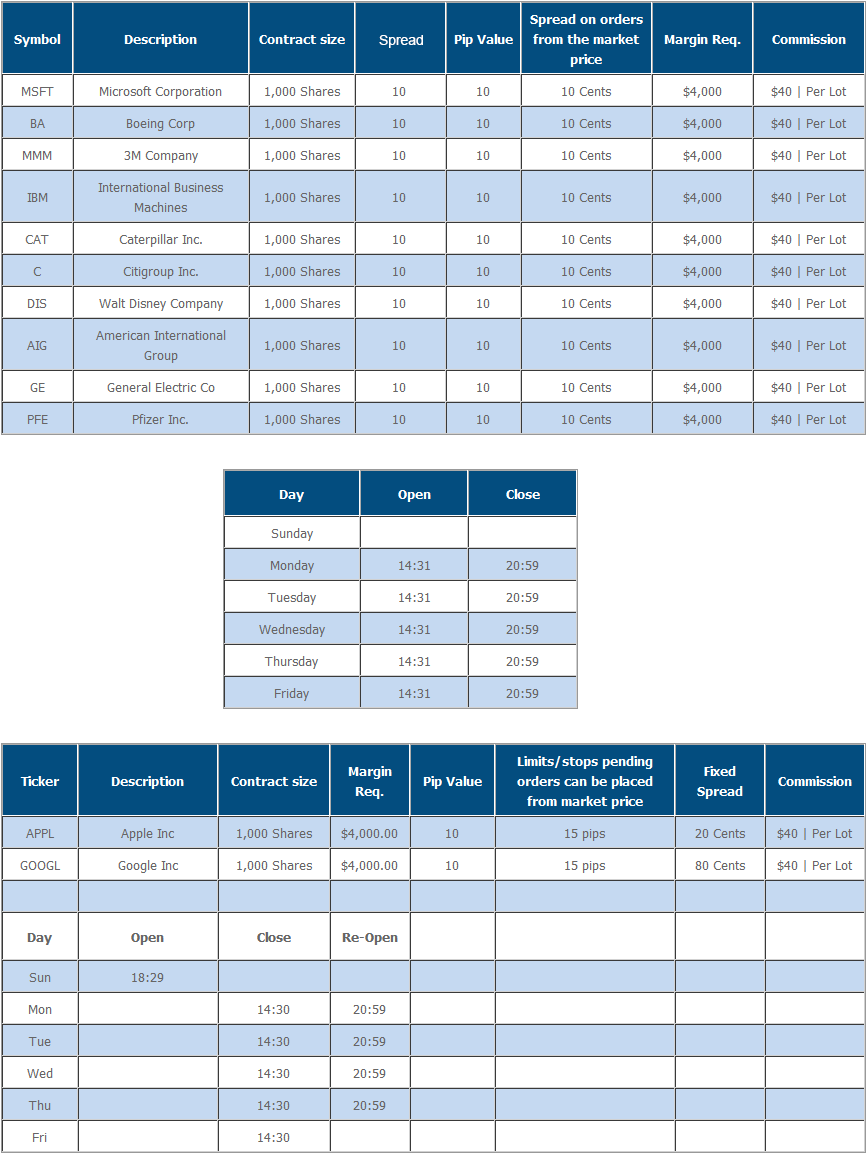 Symbol Description Contract size Spread Pip Value Spread on orders from the market price Margin Req. Commission
MSFT Microsoft Corporation 1,000 Shares 10 10 10 Cents $4,000 $40 | Per Lot
BA Boeing Corp 1,000 Shares 10 10 10 Cents $4,000 $40 | Per Lot
MMM 3M Company 1,000 Shares 10 10 10 Cents $4,000 $40 | Per Lot
IBM International Business Machines 1,000 Shares 10 10 10 Cents $4,000 $40 | Per Lot
CAT Caterpillar Inc. 1,000 Shares 10 10 10 Cents $4,000 $40 | Per Lot
C Citigroup Inc. 1,000 Shares 10 10 10 Cents $4,000 $40 | Per Lot
DIS Walt Disney Company 1,000 Shares 10 10 10 Cents $4,000 $40 | Per Lot
AIG American International Group 1,000 Shares 10 10 10 Cents $4,000 $40 | Per Lot
GE General Electric Co 1,000 Shares 10 10 10 Cents $4,000 $40 | Per Lot
PFE Pfizer Inc. 1,000 Shares 10 10 10 Cents $4,000 $40 | Per Lot
Day Open Close
Sunday
Monday 14:31 20:59
Tuesday 14:31 20:59
Wednesday 14:31 20:59
Thursday 14:31 20:59
Friday 14:31 20:59
Ticker Description Contract size Margin Req. Pip Value Limits/stops pending orders can be placed from market price Fixed Spread Commission
APPL Apple Inc 1,000 Shares $4,000.00 10 15 pips 20 Cents $40 | Per Lot
GOOGL Google Inc 1,000 Shares $4,000.00 10 15 pips 80 Cents $40 | Per Lot
Day Open Close Re-Open
Sun 18:29
Mon 14:30 20:59
Tue 14:30 20:59
Wed 14:30 20:59
Thu 14:30 20:59
Fri 14:30